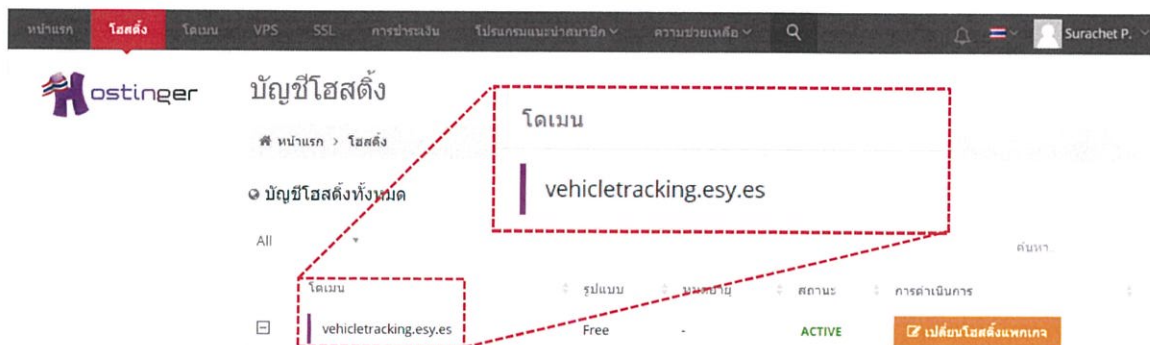 หน้าแรก โฮสติ้ง โดเมน VPS SSL การชำระเงิน โปรแกรมแนะนำสมาชิก ความช่วยเหลือ Surachet P.
Hostinger
บัญชีโฮสติ้ง
หน้าแรก > โฮสติ้ง
บัญชีโฮสติ้งทั้งหมด
โดเมน
vehicletracking.esy.es
All
ค้นหา
โดเมน รูปแบบ หมดอายุ สถานะ การดำเนินการ
vehicletracking.esy.es Free - ACTIVE เปลี่ยนโฮสติ้งแพกเกจ